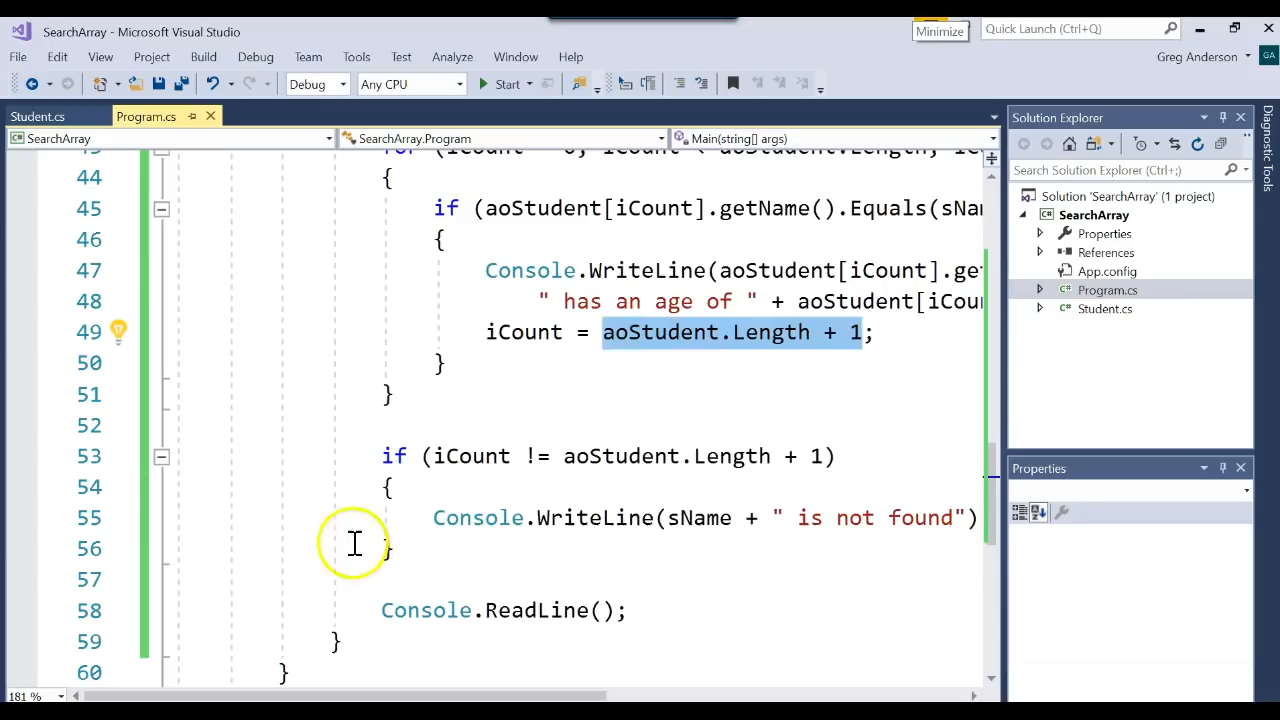 SearchArray - Microsoft Visual Studio
Minimize
Quick Launch (Ctrl+Q)
File Edit View Project Build Debug Team Tools Test Analyze Window Help
Greg Anderson GA
Debug Any CPU Start
Student.cs Program.cs
SearchArray SearchArray.Program Main(string[] args)
44 {
45 if (aoStudent[iCount].getName().Equals(sNam
46 {
47 Console.WriteLine(aoStudent[iCount].ge
48 " has an age of " + aoStudent[iCou
49 iCount = aoStudent.Length + 1;
50 }
51 }
52
53 if (iCount != aoStudent.Length + 1)
54 {
55 Console.WriteLine(sName + " is not found")
56 }
57
58 Console.ReadLine();
59 }
60 }
181 %
Solution Explorer
Search Solution Explorer (Ctrl+;)
Solution 'SearchArray' (1 project)
SearchArray
Properties
References
App.config
Program.cs
Student.cs
Properties
Diagnostic Tools